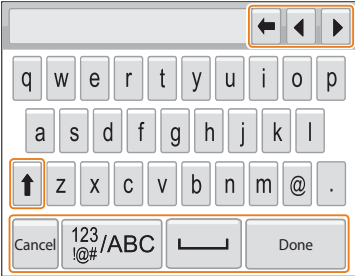 q w e r t y u i o p
a s d f g h j k l
z x c v b n m @ .
Cancel 123 !@# /ABC Done